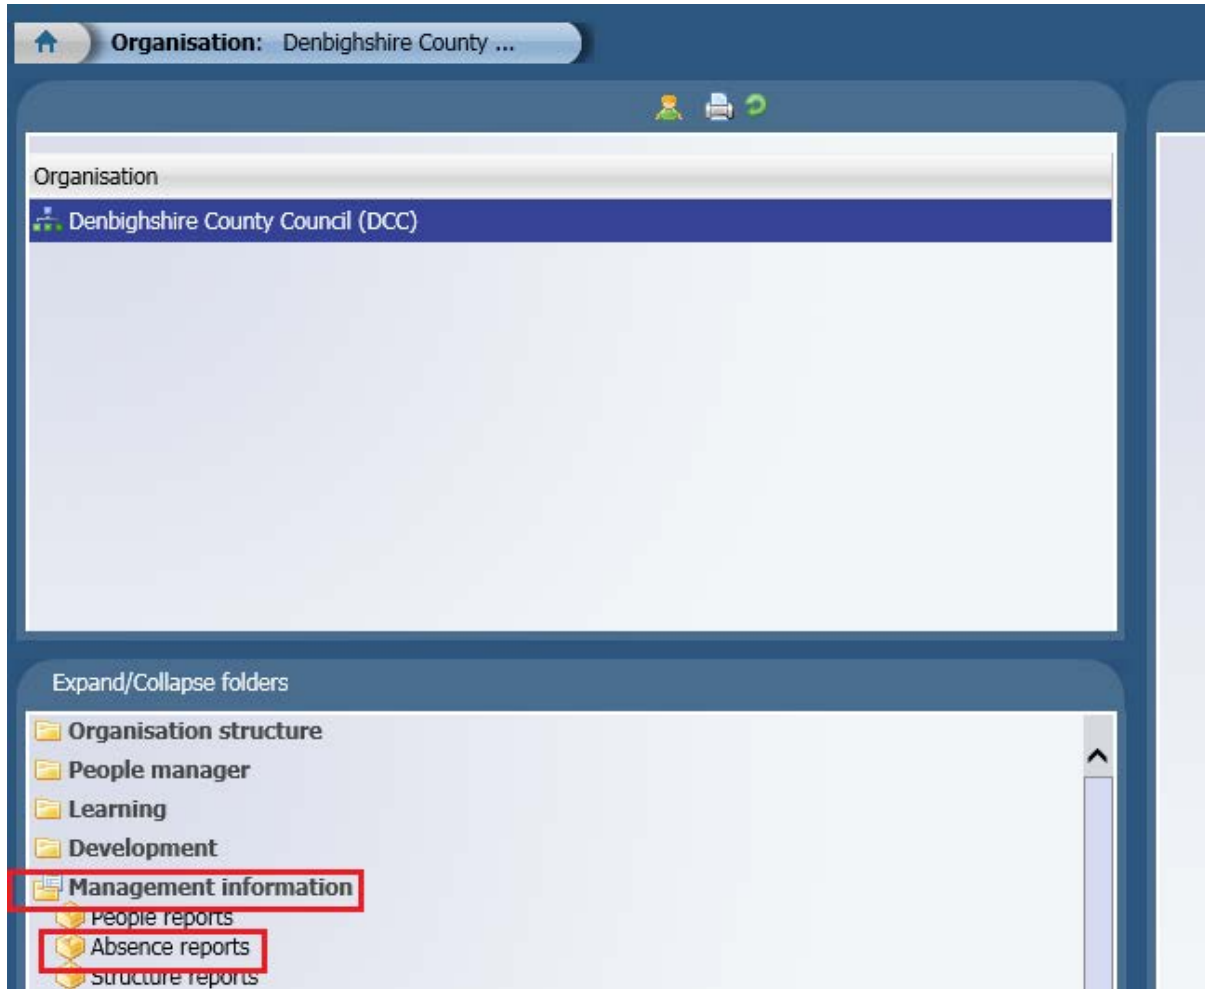 Organisation: Denbighshire County ...
Organisation
Denbighshire County Council (DCC)
Expand/Collapse folders
Organisation structure
People manager
Learning
Development
Management information
People reports
Absence reports
Structure reports